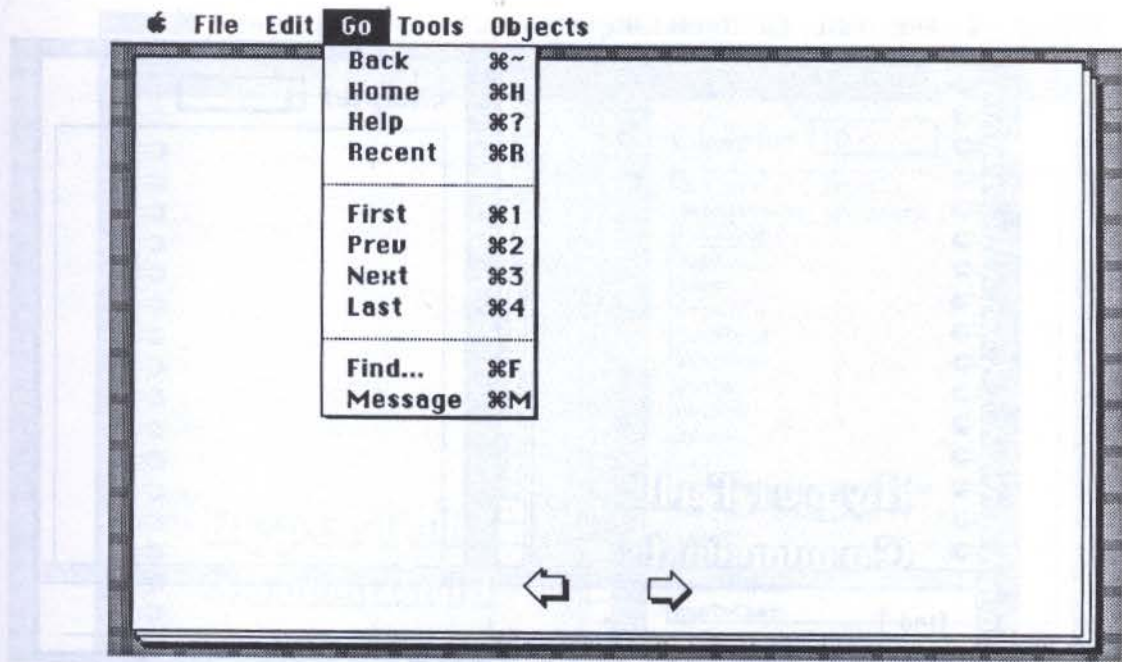 File Edit Go Tools Objects
Back ⌘~
Home ⌘H
Help ⌘?
Recent ⌘R
First ⌘1
Prev ⌘2
Next ⌘3
Last ⌘4
Find... ⌘F
Message ⌘M